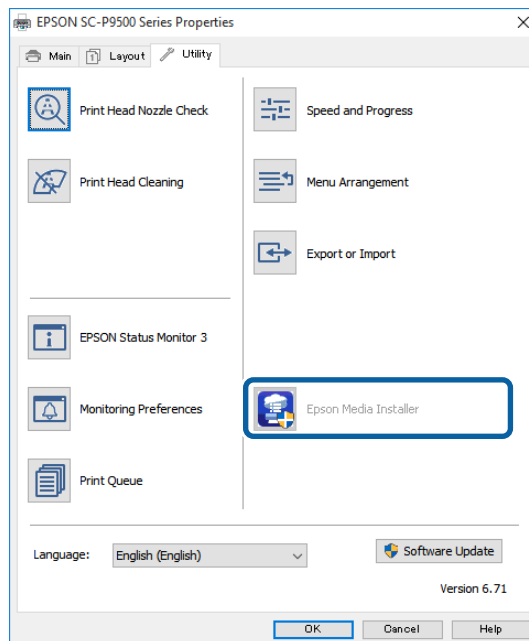 EPSON SC-P9500 Series Properties
Main
Layout
Utility
Print Head Nozzle Check
Speed and Progress
Print Head Cleaning
Menu Arrangement
Export or Import
EPSON Status Monitor 3
Monitoring Preferences
Epson Media Installer
Print Queue
Language:
English (English)
Software Update
Version 6.71
OK
Cancel
Help